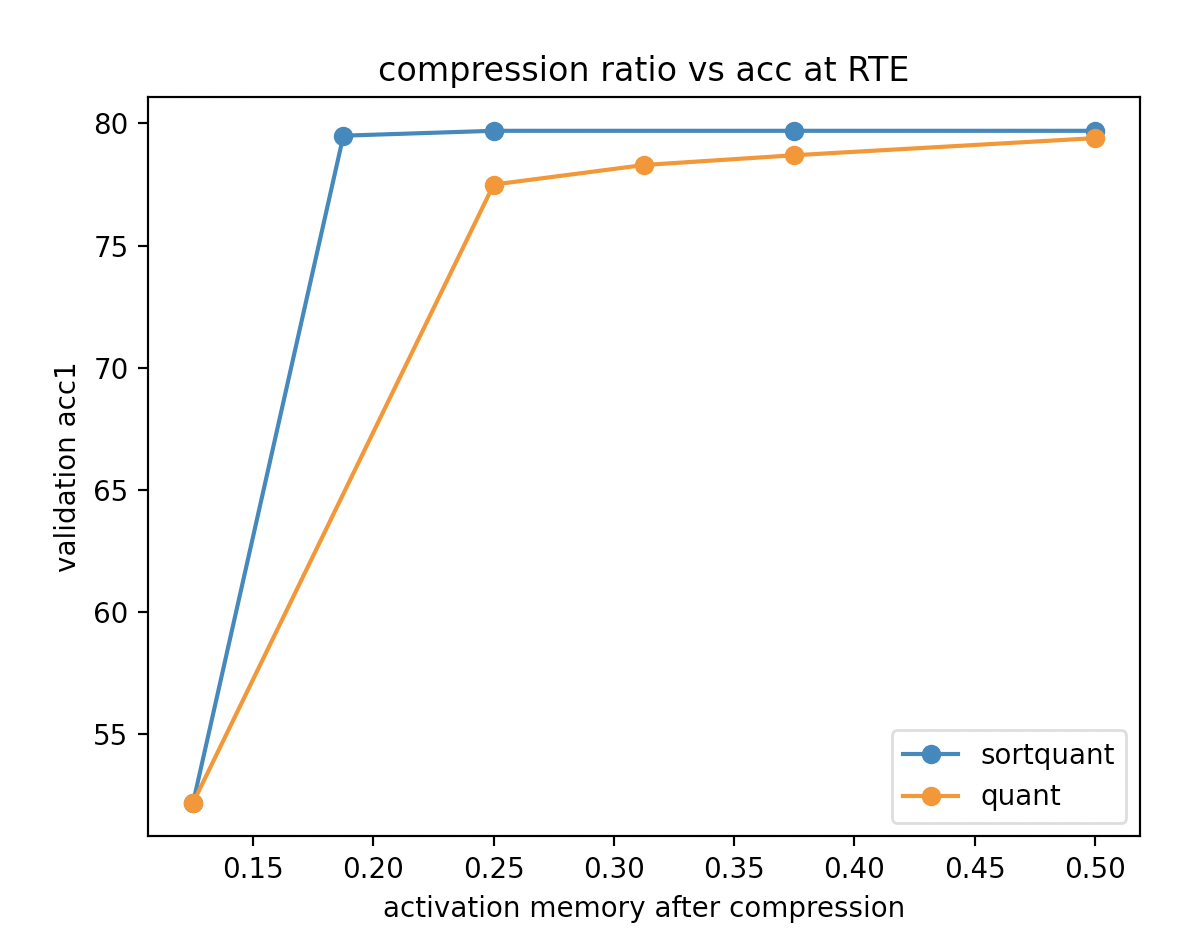 compression ratio vs acc at RTE
80
75
70
65
60
55
validation acc1
0.15 0.20 0.25 0.30 0.35 0.40 0.45 0.50
activation memory after compression
sortquant
quant